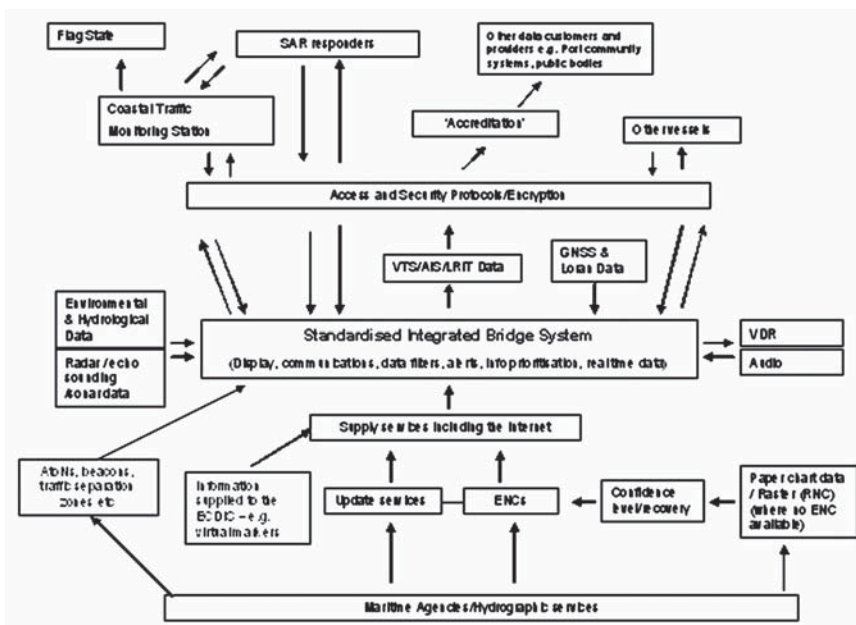 Flag State
SAR responders
Other data customers and
providers e.g. Port community
systems, public bodies
Coastal Traffic
Monitoring Station
'Accreditation'
Other vessels
Access and Security Protocols/Encryption
VTS/AIS/LRIT Data
GNSS &
Loran Data
Environmental
& Hydrological
Data
Radar/echo
sounding
/sonar data
Standardised Integrated Bridge System
(Display, communications, data filters, alerts, info prioritisation, real time data)
VDR
Audio
Supply services including the Internet
AtoNs, beacons,
traffic separation
zones etc
Information
supplied to the
ECDIC – e.g.
virtual markers
Update services
ENCs
Confidence
level/recovery
Paper chart data
/ Raster (RNC)
(where no ENC
available)
Maritime Agencies/Hydrographic services